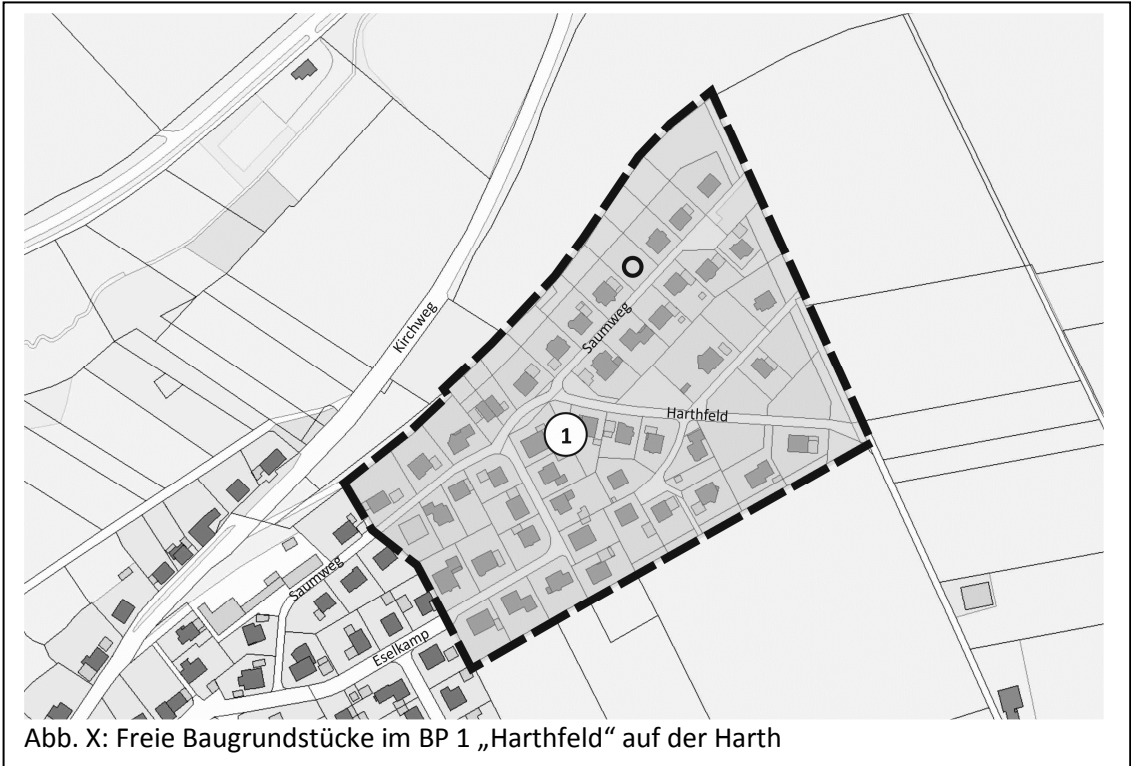 Kirchweg
Saumweg
Harthfeld
1
Saumweg
Eselkamp
Abb. X: Freie Baugrundstücke im BP 1 „Harthfeld“ auf der Harth